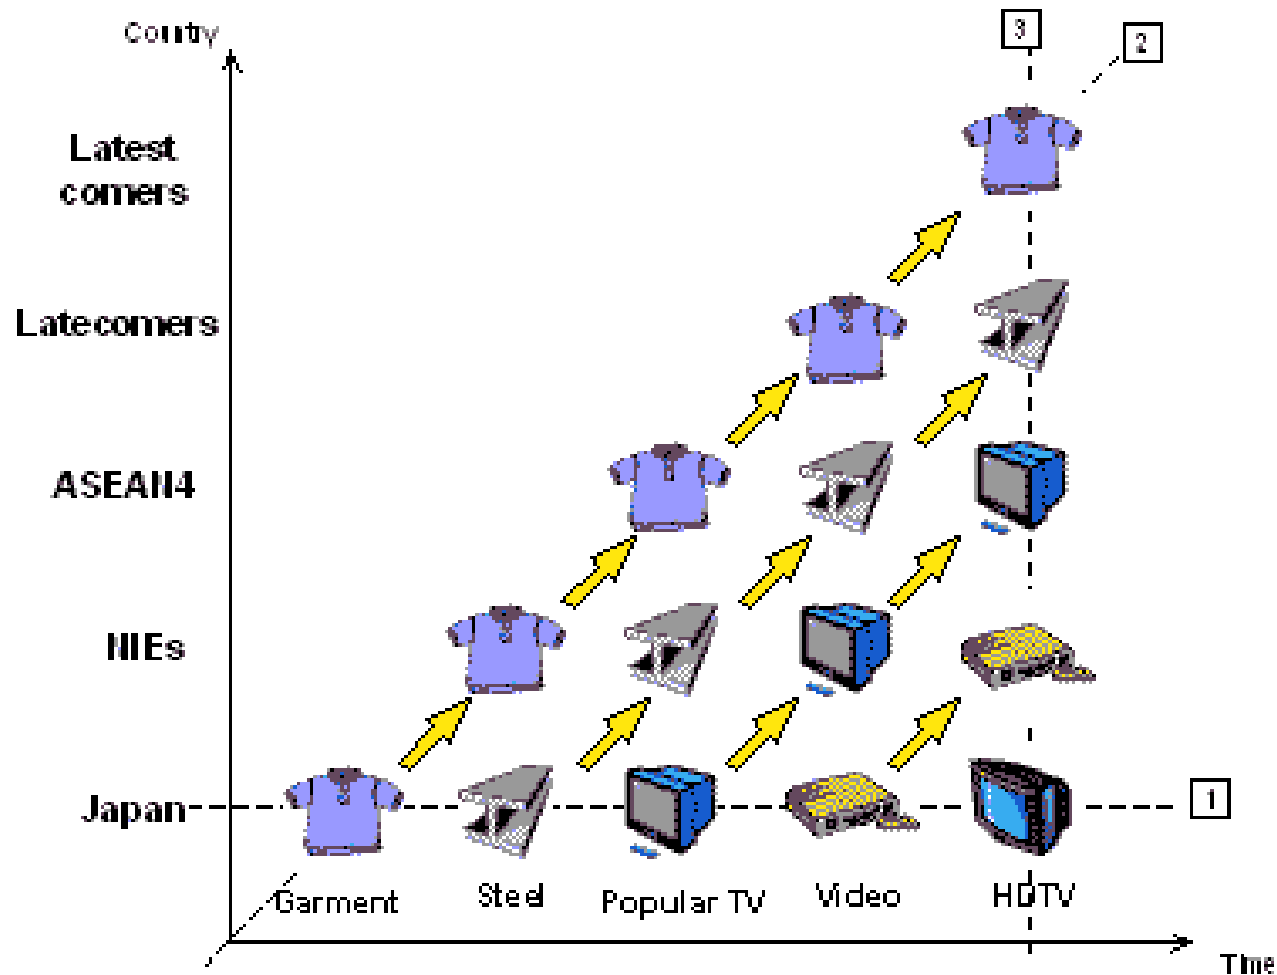 Country
3
2
Latest
comers
Latecomers
ASEAN4
NIEs
Japan
1
Garment
Steel
Popular TV
Video
HDTV
Time